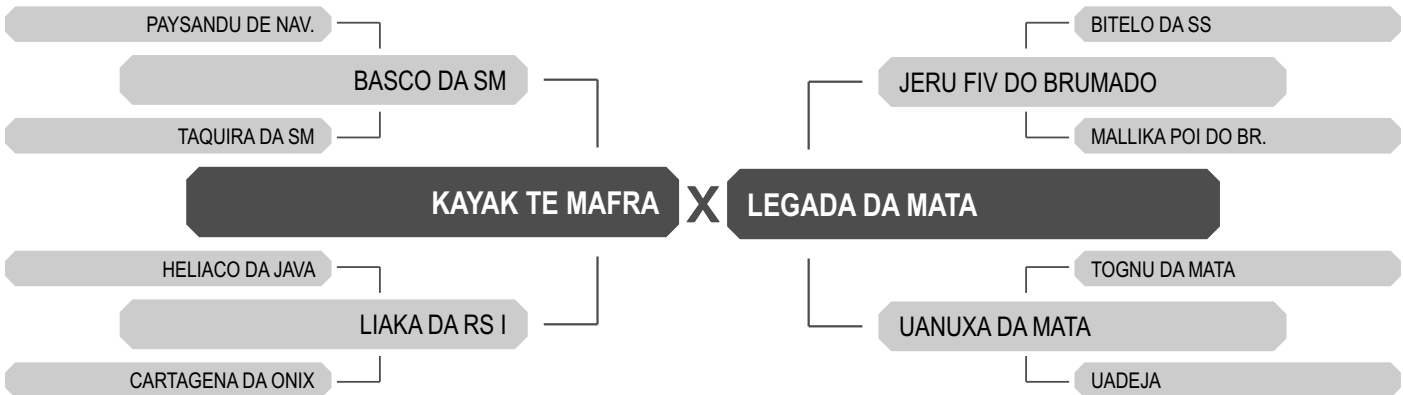 PAYSANDU DE NAV.
BITELO DA SS
BASCO DA SM
JERU FIV DO BRUMADO
TAQUIRA DA SM
MALLIKA POI DO BR.
KAYAK TE MAFRA X LEGADA DA MATA
HELIACO DA JAVA
TOGNU DA MATA
LIAKA DA RS I
UANUXA DA MATA
CARTAGENA DA ONIX
UADEJA